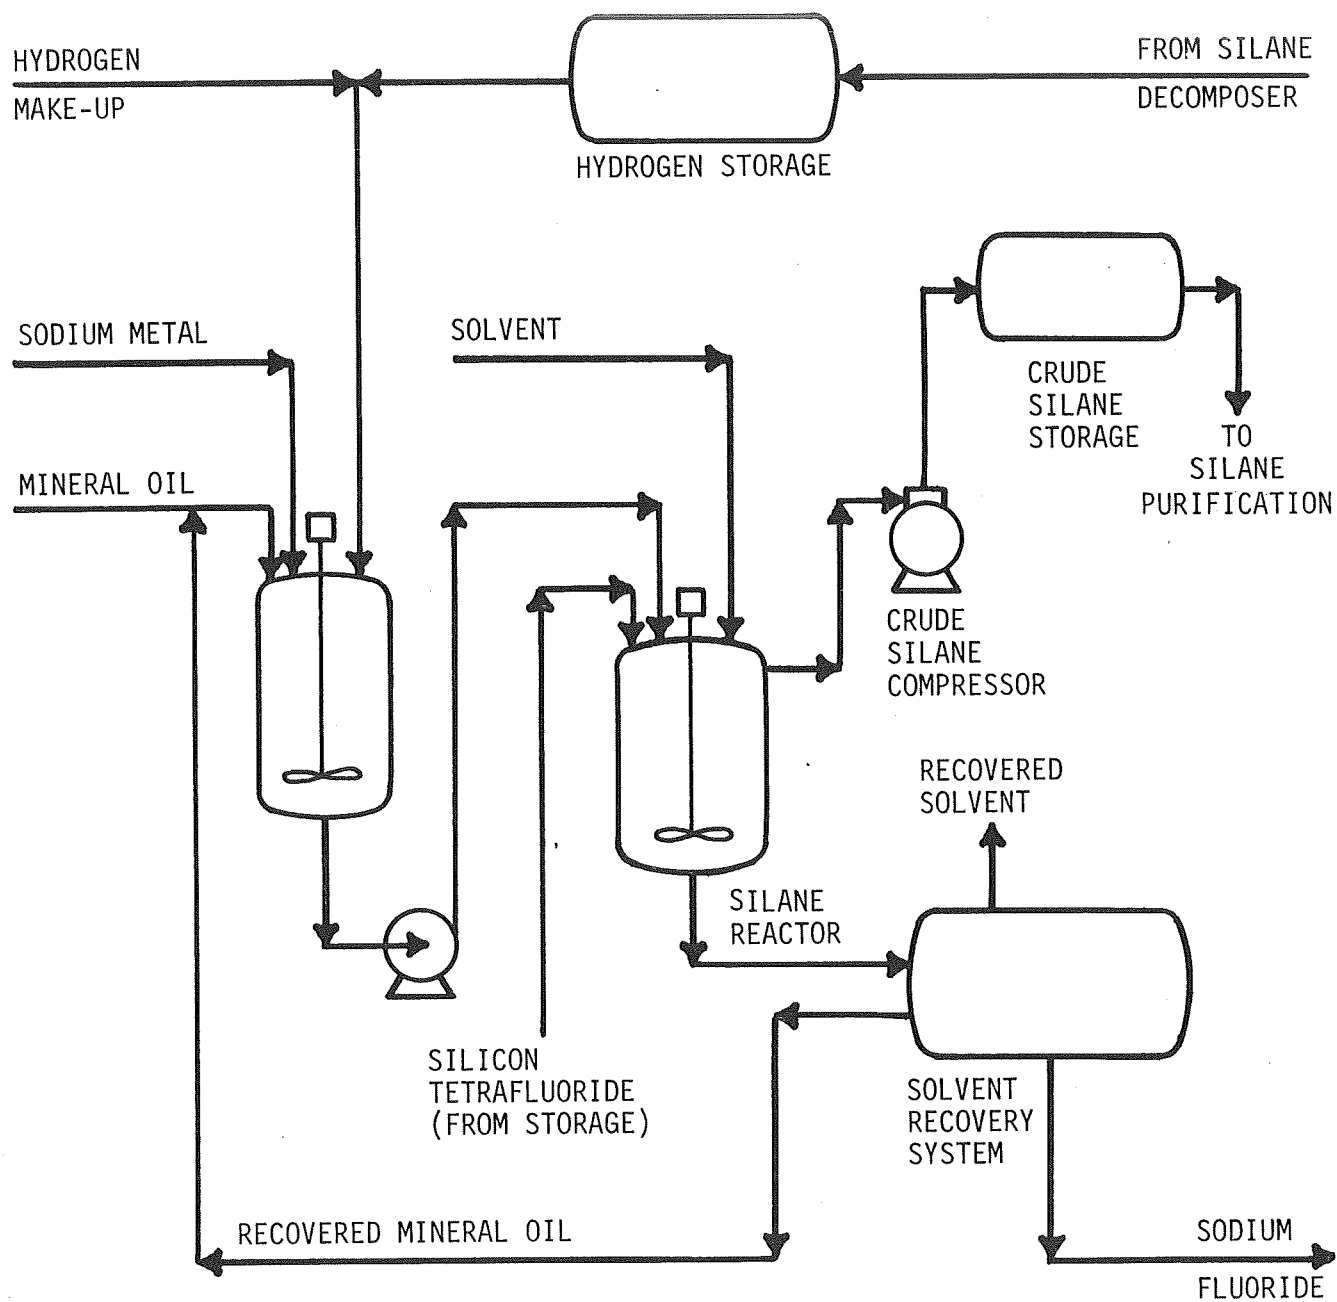 HYDROGEN
MAKE-UP
FROM SILANE
DECOMPOSER
HYDROGEN STORAGE
SODIUM METAL
SOLVENT
MINERAL OIL
CRUDE
SILANE
STORAGE
TO
SILANE
PURIFICATION
CRUDE
SILANE
COMPRESSOR
RECOVERED
SOLVENT
SILANE
REACTOR
SILICON
TETRAFLUORIDE
(FROM STORAGE)
SOLVENT
RECOVERY
SYSTEM
RECOVERED MINERAL OIL
SODIUM
FLUORIDE